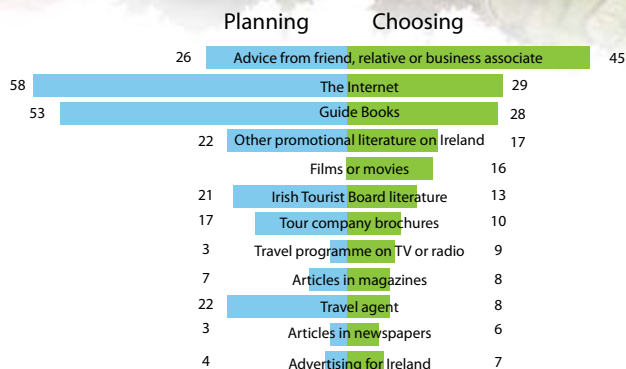 Planning Choosing
26 Advice from friend, relative or business associate 45
58 The Internet 29
53 Guide Books 28
22 Other promotional literature on Ireland 17
Films or movies 16
21 Irish Tourist Board literature 13
17 Tour company brochures 10
3 Travel programme on TV or radio 9
7 Articles in magazines 8
22 Travel agent 8
3 Articles in newspapers 6
4 Advertising for Ireland 7